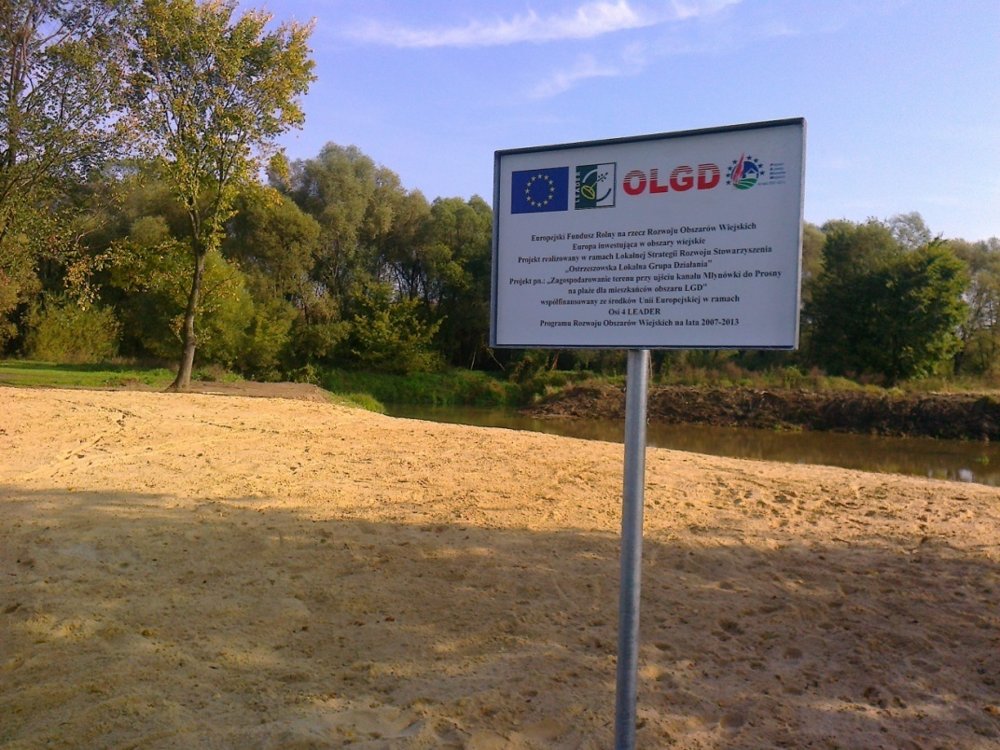 LEADER
OLGD
Europejski Fundusz Rolny na rzecz Rozwoju Obszarów Wiejskich
Europa inwestująca w obszary wiejskie
Projekt realizowany w ramach Lokalnej Strategii Rozwoju Stowarzyszenia
„Ostrzeszowska Lokalna Grupa Działania"
Projekt pn.: „Zagospodarowanie terenu przy ujściu kanału Młynówki do Prosny
na plaże dla mieszkańców obszaru LGD"
współfinansowany ze środków Unii Europejskiej w ramach
Osi 4 LEADER
Programu Rozwoju Obszarów Wiejskich na lata 2007-2013